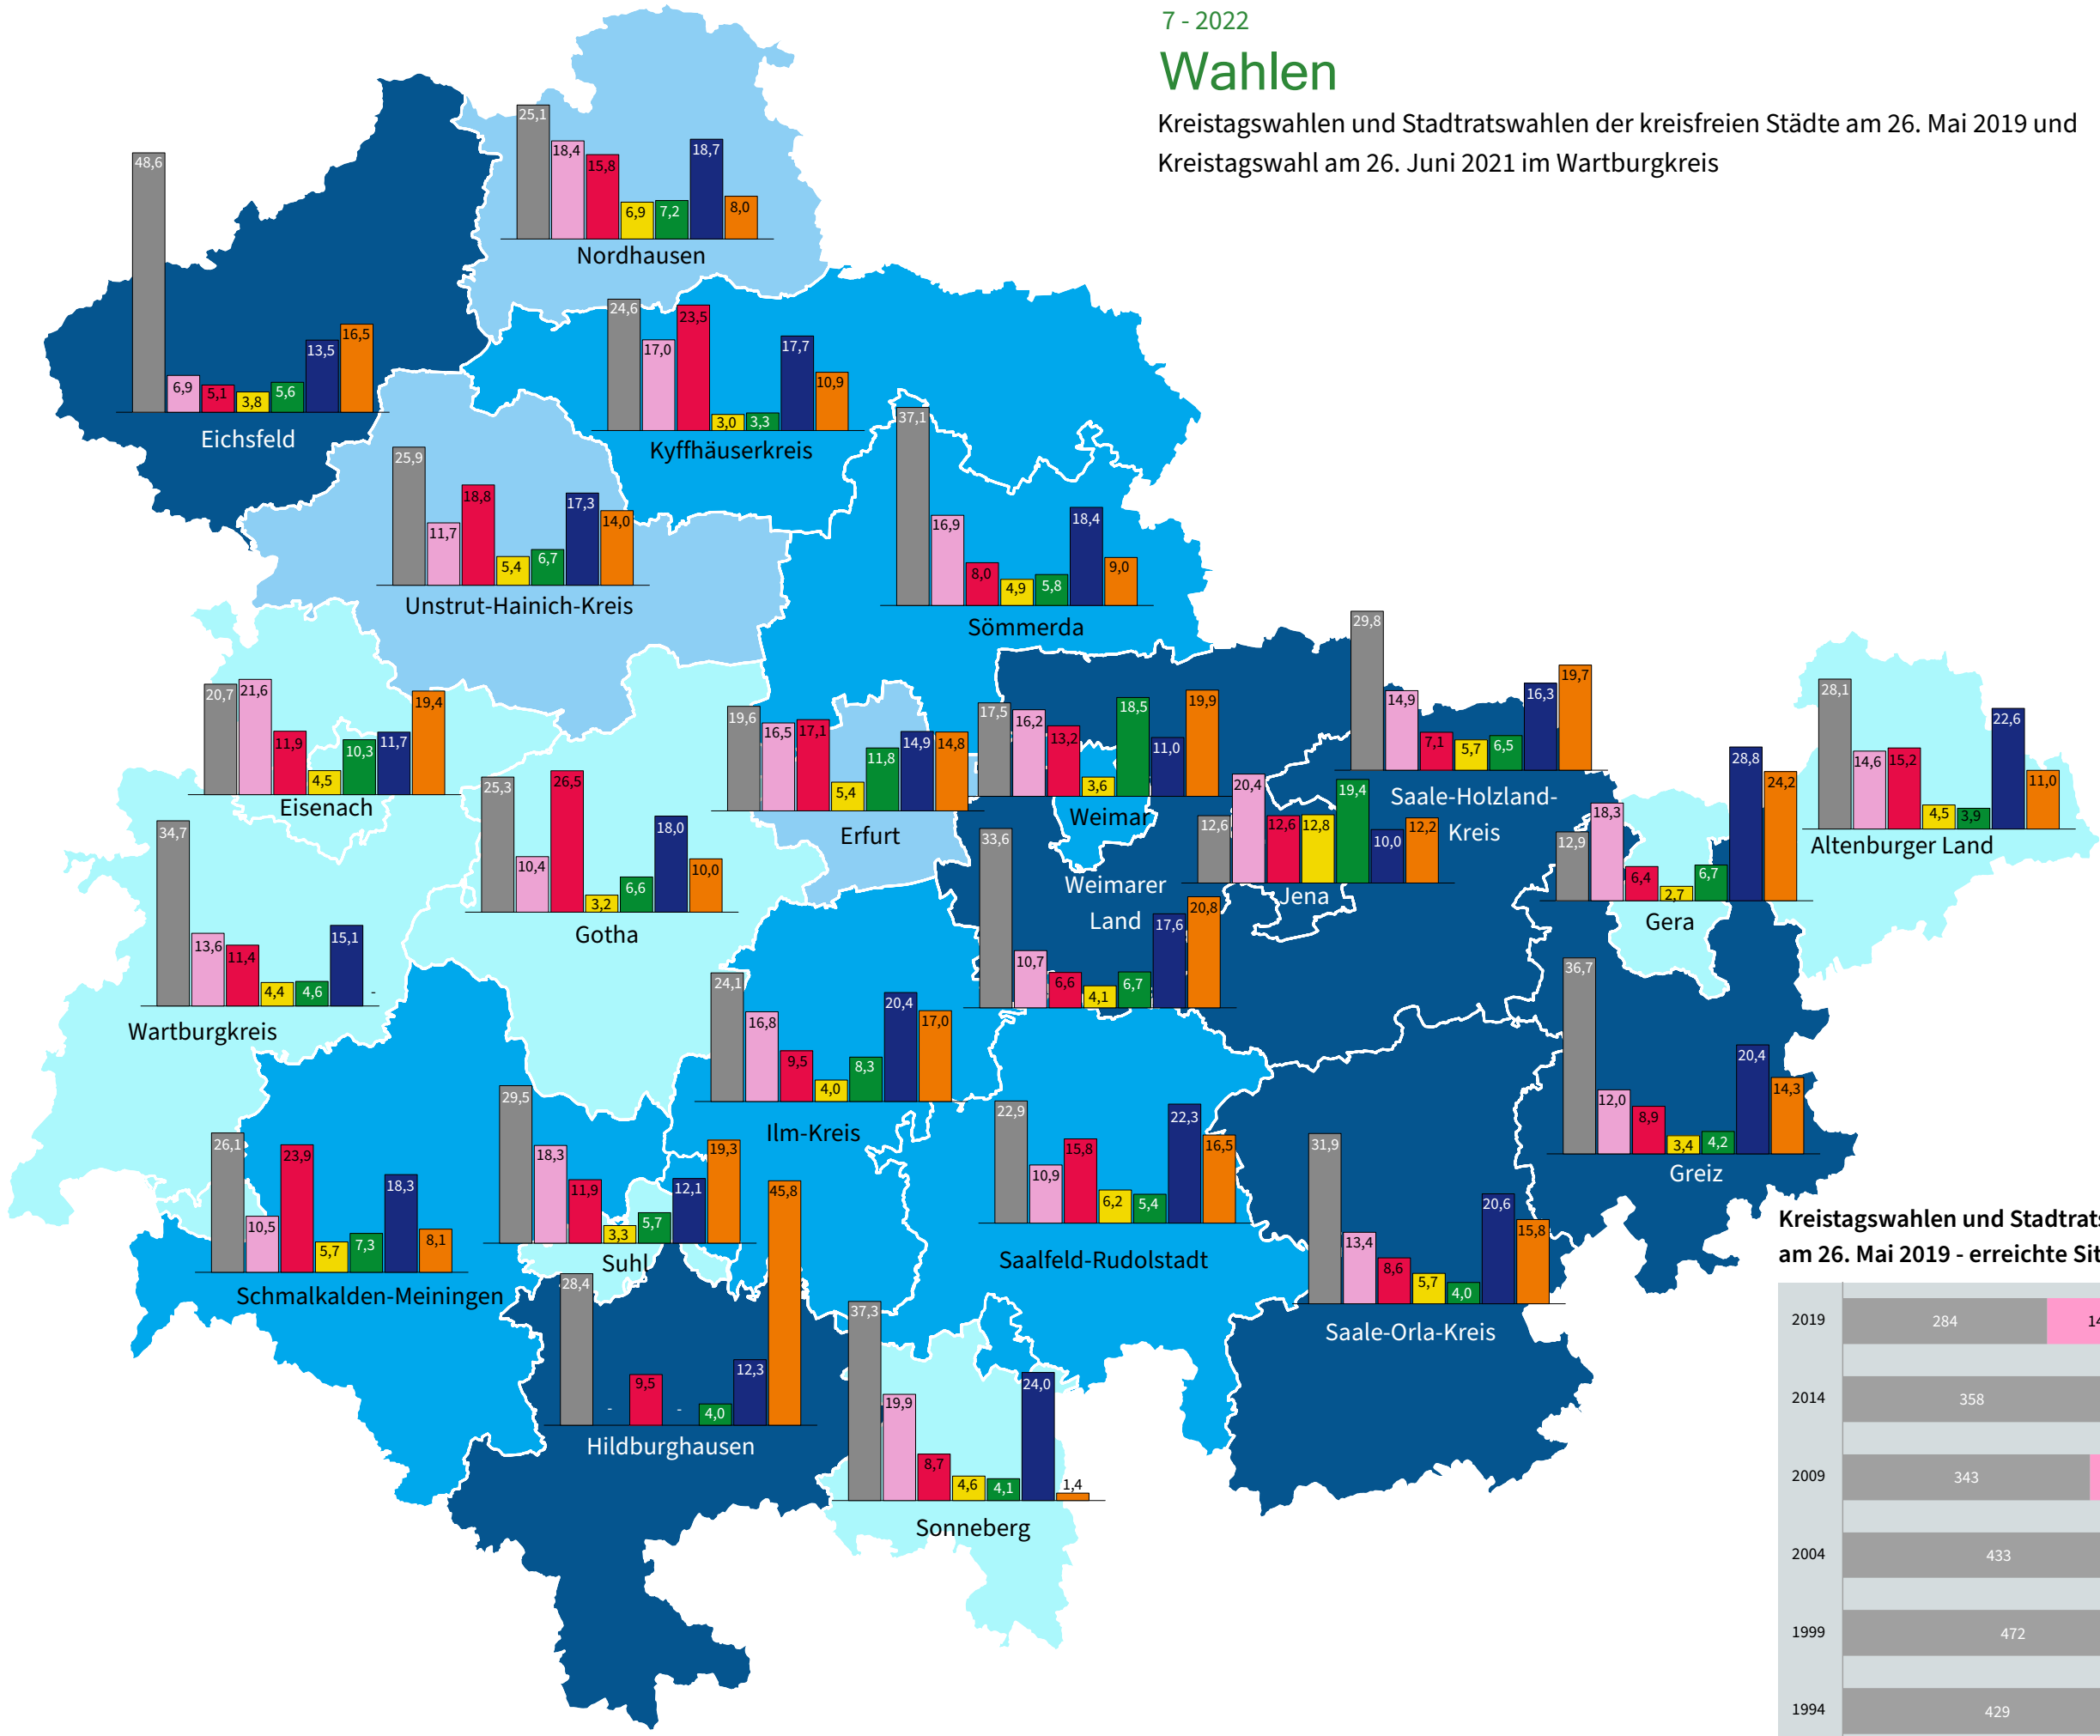 7 - 2022
Wahlen
Kreistagswahlen und Stadtratswahlen der kreisfreien Städte am 26. Mai 2019 und
Kreistagswahl am 26. Juni 2021 im Wartburgkreis
25,1 18,4 15,8 6,9 7,2 18,7 8,0
Nordhausen
48,6 6,9 5,1 3,8 5,6 13,5 16,5
Eichsfeld
24,6 17,0 23,5 3,0 3,3 17,7 10,9
Kyffhäuserkreis
25,9 11,7 18,8 5,4 6,7 17,3 14,0
Unstrut-Hainich-Kreis
37,1 16,9 8,0 4,9 5,8 18,4 9,0
Sömmerda
20,7 21,6 11,9 4,5 10,3 11,7 19,4
Eisenach
19,6 16,5 17,1 5,4 11,8 14,9 14,8
Erfurt
17,5 16,2 13,2 3,6 18,5 11,0 19,9
Weimar
29,8 14,9 7,1 5,7 6,5 16,3 19,7
Saale-Holzland-
Kreis
28,1 14,6 15,2 4,5 3,9 22,6 11,0
Altenburger Land
25,3 10,4 26,5 3,2 6,6 18,0 10,0
Gotha
12,6 20,4 12,6 12,8 19,4 10,0 12,2
Jena
12,9 18,3 6,4 2,7 6,7 28,8 24,2
Gera
34,7 13,6 11,4 4,4 4,6 15,1 -
Wartburgkreis
33,6 10,7 6,6 4,1 6,7 17,6 20,8
Weimarer
Land
24,1 16,8 9,5 4,0 8,3 20,4 17,0
Ilm-Kreis
36,7 12,0 8,9 3,4 4,2 20,4 14,3
Greiz
26,1 10,5 23,9 5,7 7,3 18,3 8,1
Schmalkalden-Meiningen
29,5 18,3 11,9 3,3 5,7 12,1 19,3
Suhl
22,9 10,9 15,8 6,2 5,4 22,3 16,5
Saalfeld-Rudolstadt
31,9 13,4 8,6 5,7 4,0 20,6 15,8
Saale-Orla-Kreis
28,4 - 9,5 - 4,0 12,3 45,8
Hildburghausen
37,3 19,9 8,7 4,6 4,1 24,0 1,4
Sonneberg
Kreistagswahlen und
am 26. Mai 2019 - erreichte
2019 284
2014 358
2009 343
2004 433
1999 472
1994 429